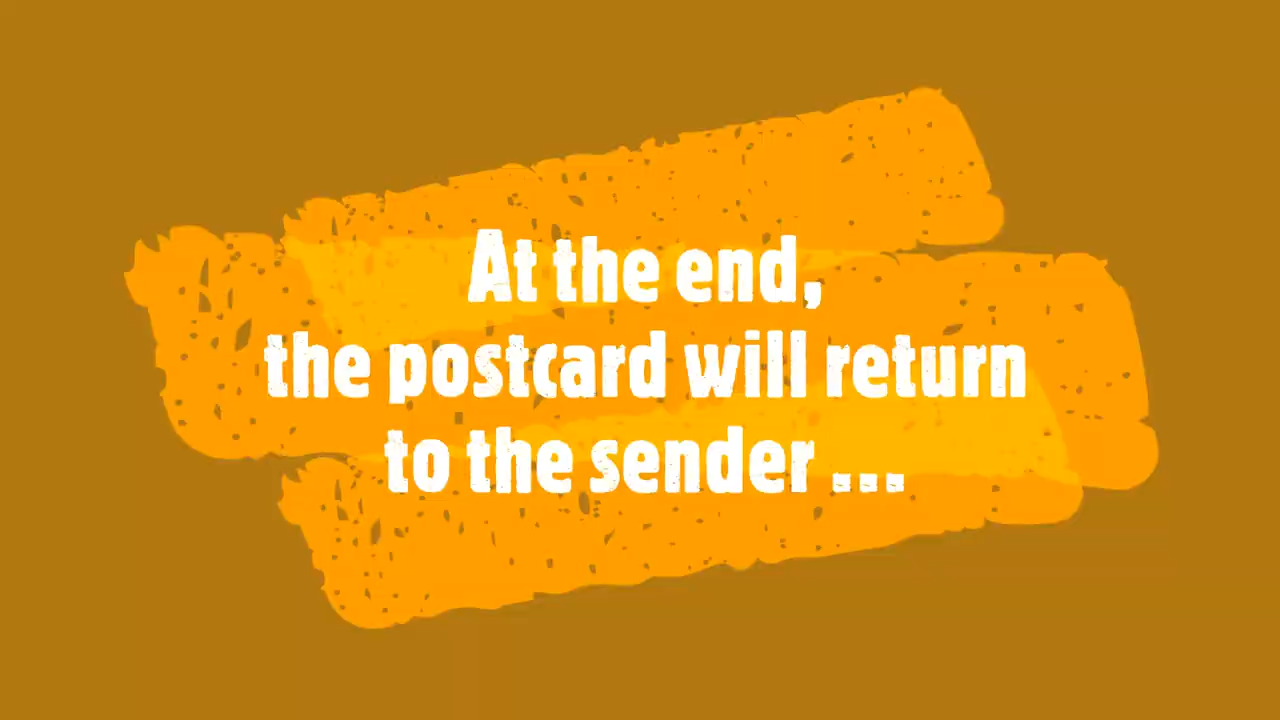 At the end,
the postcard will return
to the sender ...